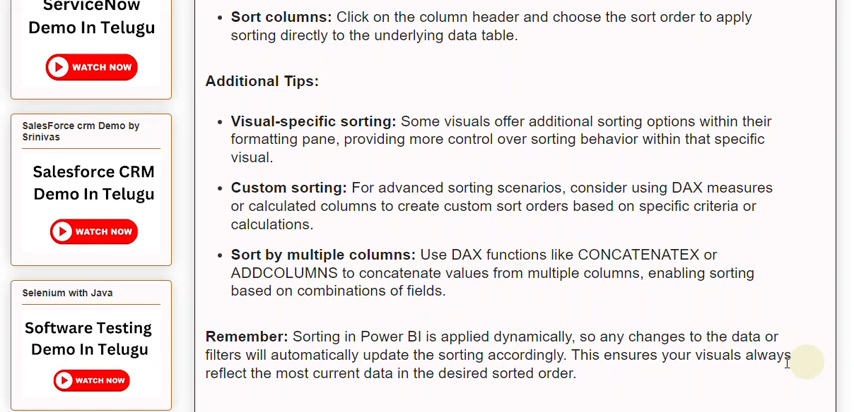 ServiceNow
Demo In Telugu
WATCH NOW
SalesForce crm Demo by
Srinivas
Salesforce CRM
Demo In Telugu
WATCH NOW
Selenium with Java
Software Testing
Demo In Telugu
WATCH NOW
• Sort columns: Click on the column header and choose the sort order to apply
sorting directly to the underlying data table.
Additional Tips:
• Visual-specific sorting: Some visuals offer additional sorting options within their
formatting pane, providing more control over sorting behavior within that specific
visual.
• Custom sorting: For advanced sorting scenarios, consider using DAX measures
or calculated columns to create custom sort orders based on specific criteria or
calculations.
• Sort by multiple columns: Use DAX functions like CONCATENATEX or
ADDCOLUMNS to concatenate values from multiple columns, enabling sorting
based on combinations of fields.
Remember: Sorting in Power BI is applied dynamically, so any changes to the data or
filters will automatically update the sorting accordingly. This ensures your visuals always
reflect the most current data in the desired sorted order.